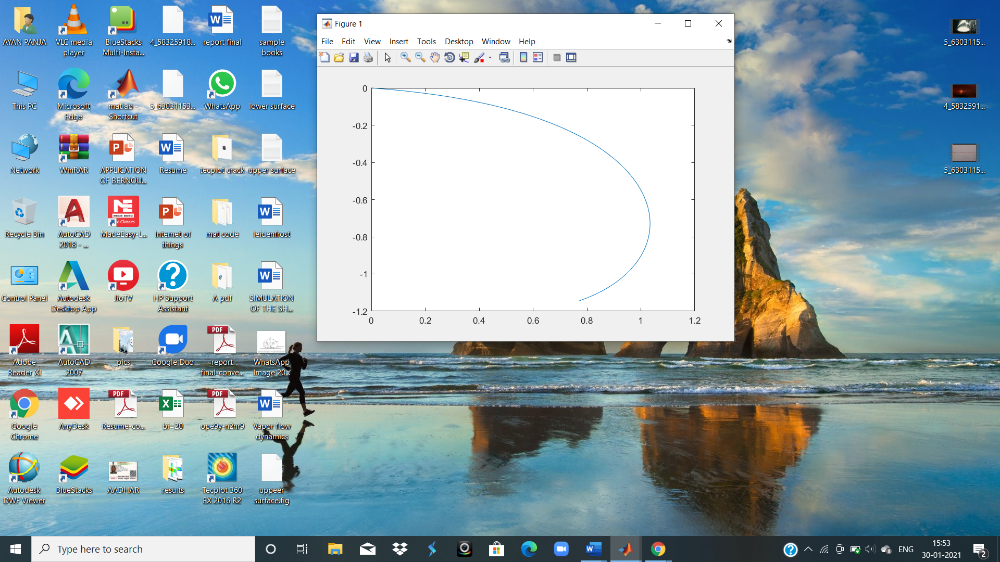 AYAN PANJA
VLC media
player
BlueStacks
Multi-Insta...
4_58325918...
report final
sample
books
This PC
Microsoft
Edge
matlab -
Shortcut
5_63031153...
WhatsApp
lower surface
Network
WinRAR
APPLICATION
OF BERNOU...
Resume
tecplot crack
upper surface
Recycle Bin
AutoCAD
2018 - ...
MADE EASY
MadeEasy-L...
Internet of
things
mat code
leidenfrost
Control Panel
Autodesk
Desktop App
JioTV
HP Support
Assistant
A pdf
SIMULATION
OF THE SH...
Adobe
Reader XI
AutoCAD
2007
pics
Google Duo
PDF
report
final-conve...
WhatsApp
Image 20...
Google
Chrome
AnyDesk
PDF
Resume-co...
bi=20
PDF
ope9y-n2nr9
Vapor flow
dynamics
Autodesk
DWF Viewer
BlueStacks
AADHAR
results
Tecplot 360
EX 2016 R2
uppeer
surface.fig
Figure 1
File Edit View Insert Tools Desktop Window Help
0
-0.2
-0.4
-0.6
-0.8
-1
-1.2
0 0.2 0.4 0.6 0.8 1 1.2
5_6303115...
4_5832591...
5_6303115...
Type here to search
ENG
15:53
30-01-2021
2